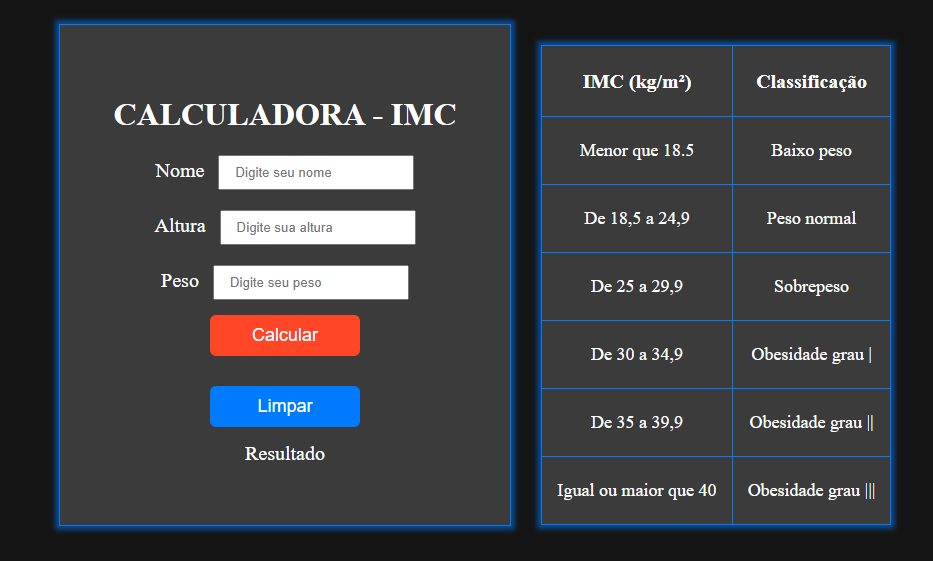 CALCULADORA - IMC
Nome Digite seu nome
Altura Digite sua altura
Peso Digite seu peso
Calcular
Limpar
Resultado
IMC (kg/m²) Classificação
Menor que 18.5 Baixo peso
De 18,5 a 24,9 Peso normal
De 25 a 29,9 Sobrepeso
De 30 a 34,9 Obesidade grau |
De 35 a 39,9 Obesidade grau ||
Igual ou maior que 40 Obesidade grau |||